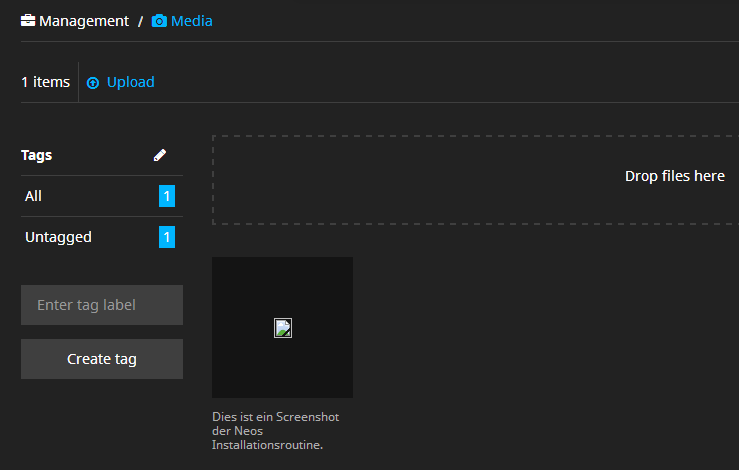 Management / Media
1 items Upload
Tags
All 1
Untagged 1
Enter tag label
Create tag
Drop files here
Dies ist ein Screenshot
der Neos
Installationsroutine.